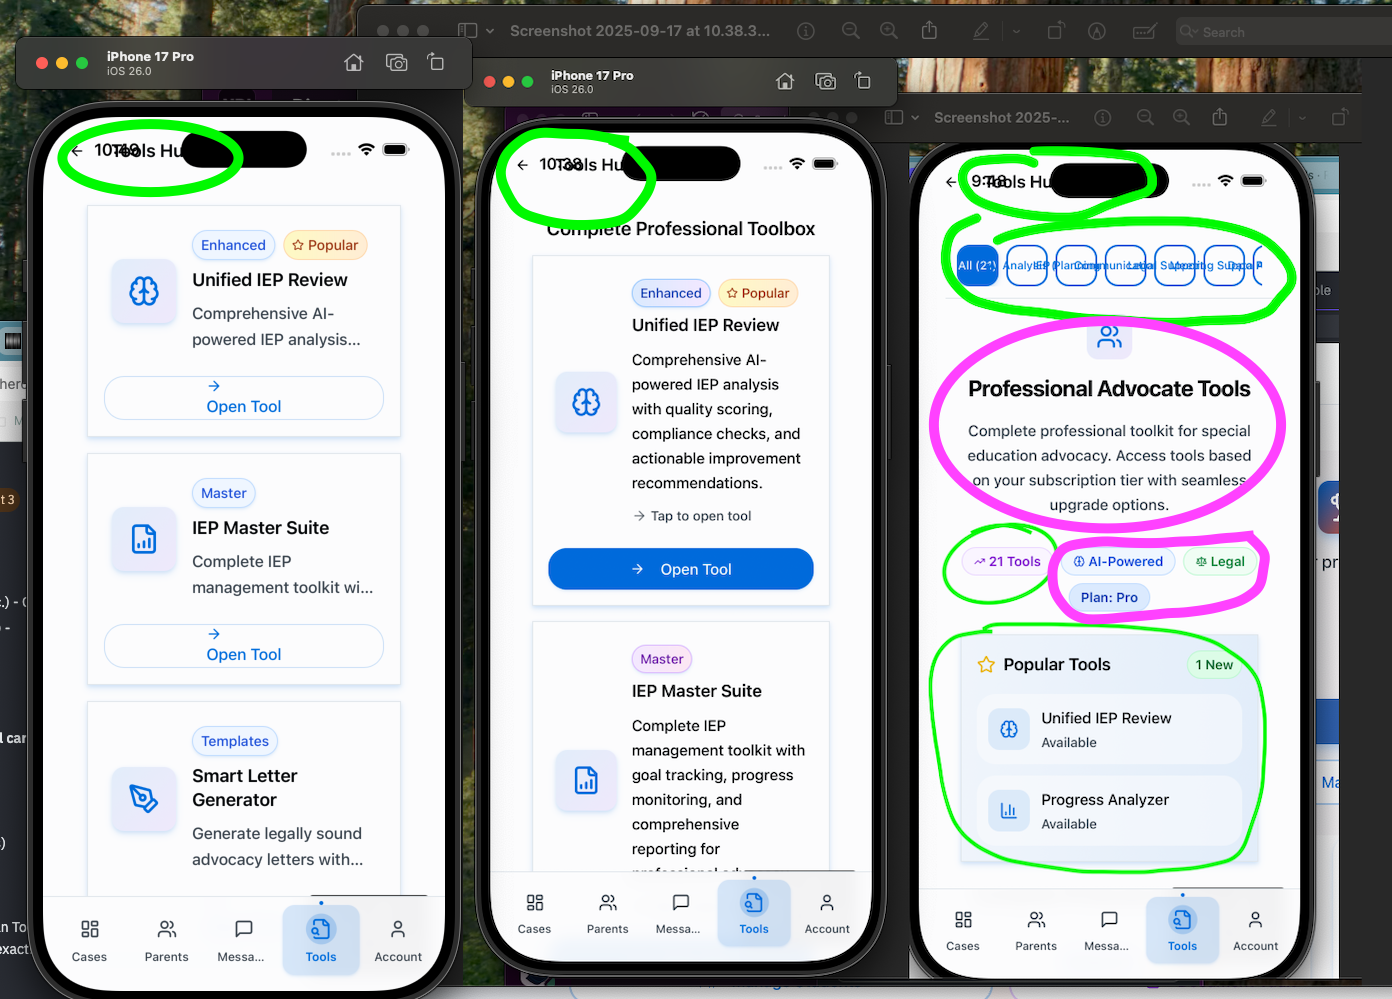 Screenshot 2025-09-17 at 10.38.3...
Search
iPhone 17 Pro
iOS 26.0
10:49
Tools Hu
Enhanced
Popular
Unified IEP Review
Comprehensive AI-
powered IEP analysis...
Open Tool
Master
IEP Master Suite
Complete IEP
management toolkit wi...
Open Tool
Templates
Smart Letter
Generator
Generate legally sound
advocacy letters with...
Cases
Parents
Messa...
Tools
Account
iPhone 17 Pro
iOS 26.0
10:38
Tools Hu
Complete Professional Toolbox
Enhanced
Popular
Unified IEP Review
Comprehensive AI-
powered IEP analysis
with quality scoring,
compliance checks, and
actionable improvement
recommendations.
Tap to open tool
Open Tool
Master
IEP Master Suite
Complete IEP
management toolkit with
goal tracking, progress
monitoring, and
comprehensive
reporting for
Cases
Parents
Messa...
Tools
Account
Screenshot 2025-...
9:48
Tools Hu
All (21)
Analysis
IEP Planning
Communic
Legal Support
Meeting Supp
Professional Advocate Tools
Complete professional toolkit for special
education advocacy. Access tools based
on your subscription tier with seamless
upgrade options.
21 Tools
AI-Powered
Legal
Plan: Pro
Popular Tools
1 New
Unified IEP Review
Available
Progress Analyzer
Available
Cases
Parents
Messa...
Tools
Account